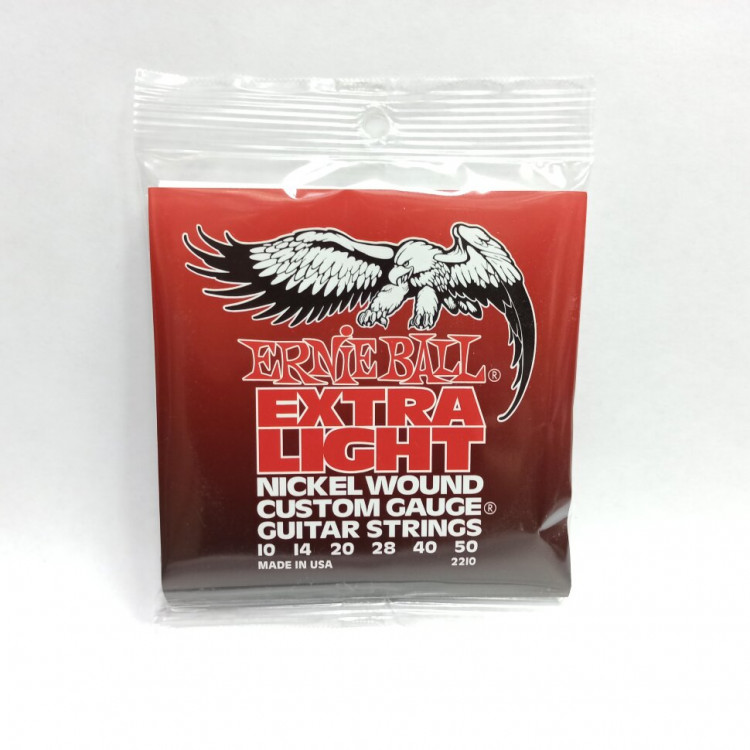 ERNIE BALL®
EXTRA
LIGHT
NICKEL WOUND
CUSTOM GAUGE®
GUITAR STRINGS
10 14 20 28 40 50
MADE IN USA 2210